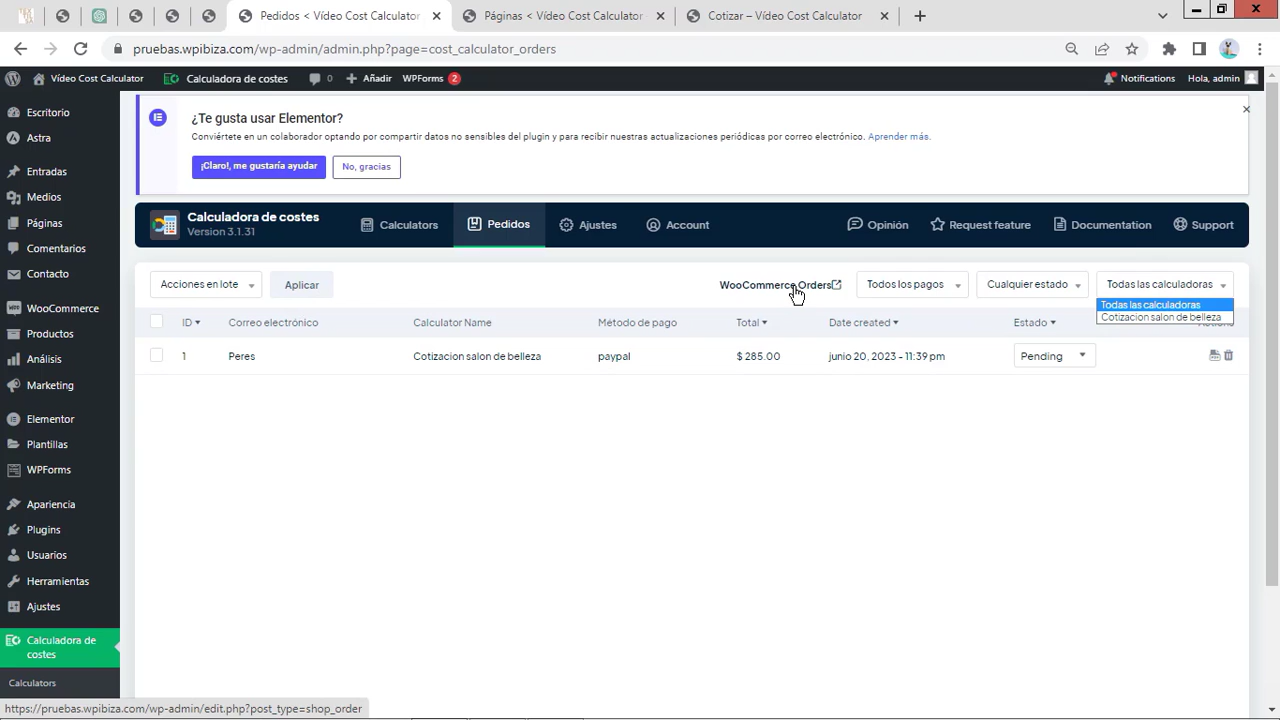 Pedidos < Vídeo Cost Calculator
Páginas < Vídeo Cost Calculator
Cotizar – Vídeo Cost Calculator
pruebas.wpibiza.com/wp-admin/admin.php?page=cost_calculator_orders
Vídeo Cost Calculator
Calculadora de costes
0
Añadir
WPForms 2
Notifications
Hola, admin
Escritorio
Astra
Entradas
Medios
Páginas
Comentarios
Contacto
WooCommerce
Productos
Análisis
Marketing
Elementor
Plantillas
WPForms
Apariencia
Plugins
Usuarios
Herramientas
Ajustes
Calculadora de
costes
Calculators
¿Te gusta usar Elementor?
Conviértete en un colaborador optando por compartir datos no sensibles del plugin y para recibir nuestras actualizaciones periódicas por correo electrónico. Aprender más.
¡Claro!, me gustaría ayudar
No, gracias
Calculadora de costes
Version 3.1.31
Calculators
Pedidos
Ajustes
Account
Opinión
Request feature
Documentation
Support
Acciones en lote
Aplicar
WooCommerce Orders
Todos los pagos
Cualquier estado
Todas las calculadoras
Todas las calculadoras
Cotizacion salon de belleza
ID
Correo electrónico
Calculator Name
Método de pago
Total
Date created
Estado
1
Peres
Cotizacion salon de belleza
paypal
$ 285.00
junio 20, 2023 - 11:39 pm
Pending
https://pruebas.wpibiza.com/wp-admin/edit.php?post_type=shop_order